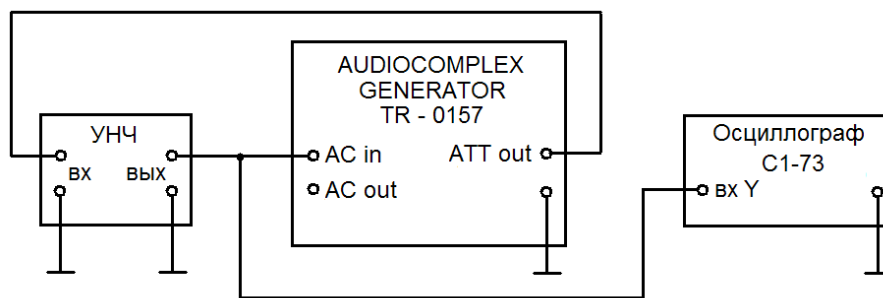 AUDIOCOMPLEX
GENERATOR
TR - 0157
УНЧ
вх
вых
AC in
ATT out
AC out
Осциллограф
С1-73
вх Y